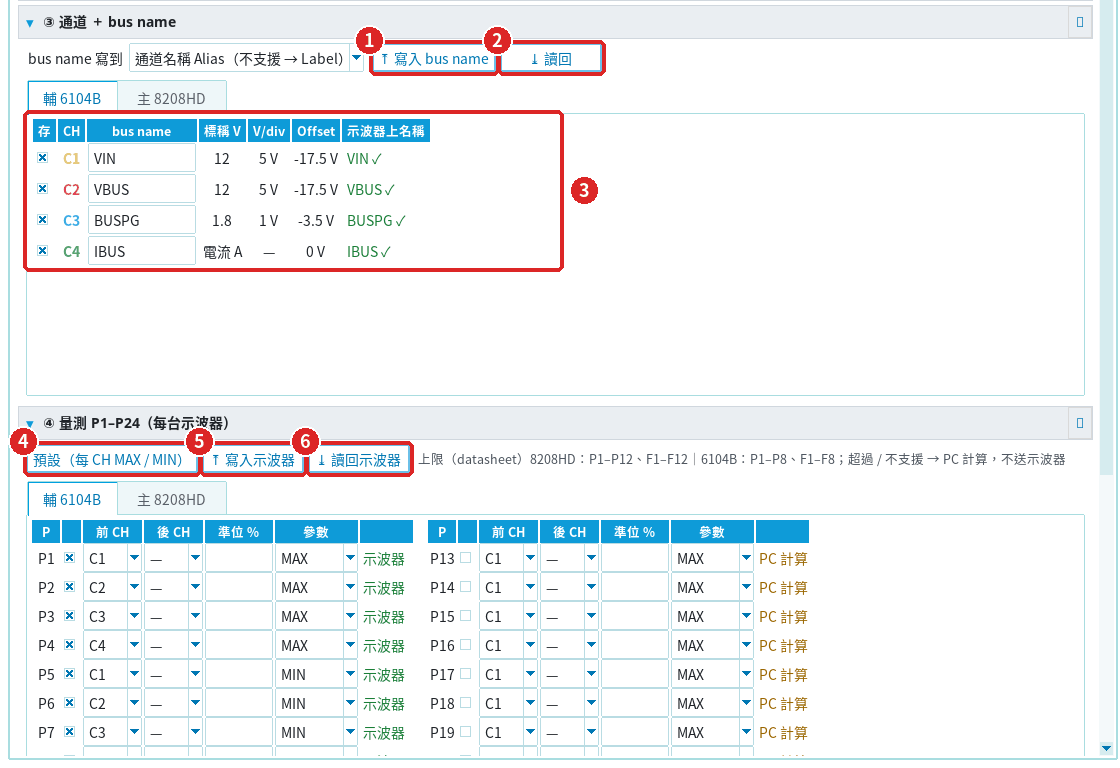 ▼ ③ 通道 + bus name
1 2
bus name 寫到 通道名稱 Alias（不支援 → Label） ⤒ 寫入 bus name ⤓ 讀回
輔 6104B 主 8208HD
存 CH bus name 標稱 V V/div Offset 示波器上名稱
C1 VIN 12 5 V -17.5 V VIN ✓
C2 VBUS 12 5 V -17.5 V VBUS ✓
3
C3 BUSPG 1.8 1 V -3.5 V BUSPG ✓
C4 IBUS 電流 A — 0 V IBUS ✓
▼ ④ 量測 P1–P24（每台示波器）
4 5 6
預設（每 CH MAX / MIN） ⤒ 寫入示波器 ⤓ 讀回示波器 上限（datasheet）8208HD：P1–P12、F1–F12｜6104B：P1–P8、F1–F8；超過 / 不支援 → PC 計算，不送示波器
輔 6104B 主 8208HD
P 前 CH 後 CH 準位 % 參數 P 前 CH 後 CH 準位 % 參數
P1 C1 — MAX 示波器 P13 C1 — MAX PC 計算
P2 C2 — MAX 示波器 P14 C1 — MAX PC 計算
P3 C3 — MAX 示波器 P15 C1 — MAX PC 計算
P4 C4 — MAX 示波器 P16 C1 — MAX PC 計算
P5 C1 — MIN 示波器 P17 C1 — MAX PC 計算
P6 C2 — MIN 示波器 P18 C1 — MAX PC 計算
P7 C3 — MIN 示波器 P19 C1 — MAX PC 計算